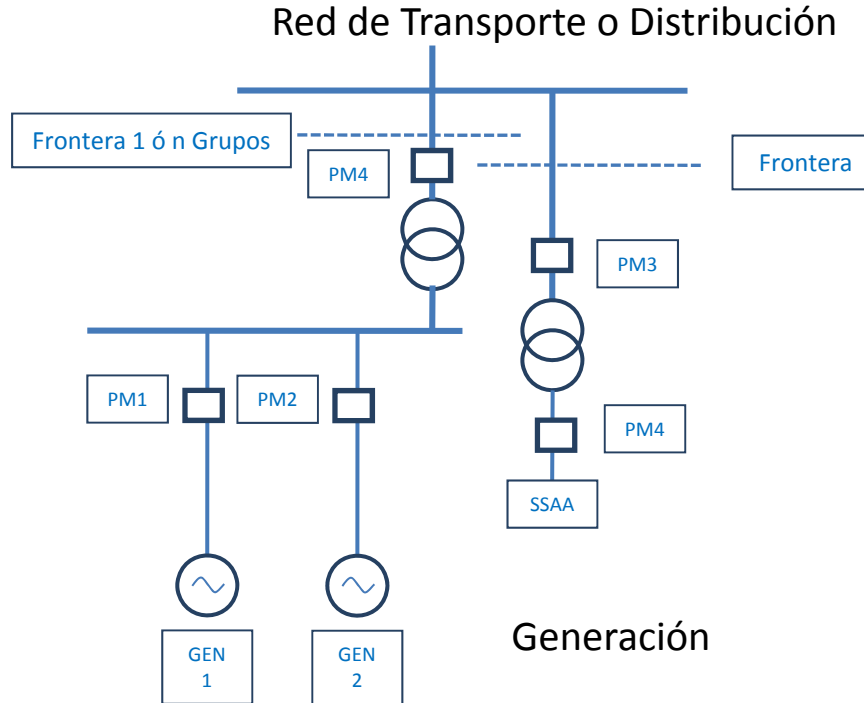 Red de Transporte o Distribución
Frontera 1 ó n Grupos
PM4
Frontera
PM3
PM1
PM2
PM4
SSAA
Generación
GEN
1
GEN
2